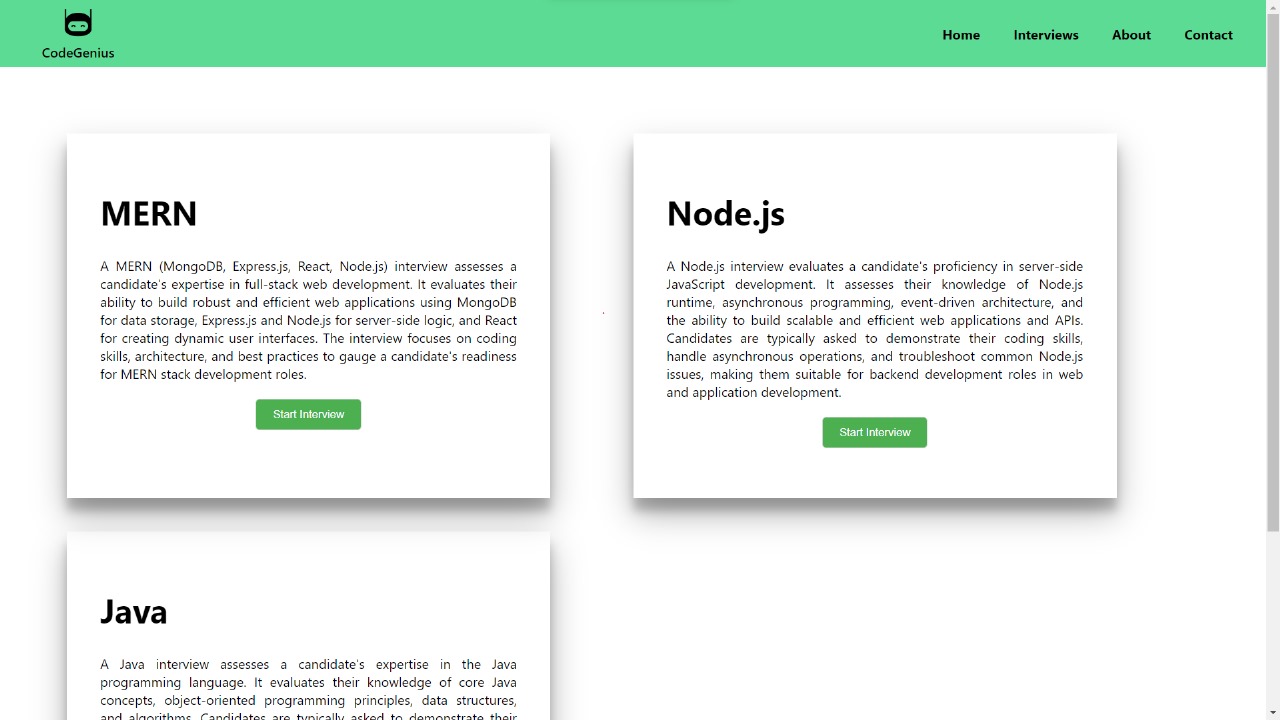 CodeGenius
Home Interviews About Contact
MERN
A MERN (MongoDB, Express.js, React, Node.js) interview assesses a
candidate's expertise in full-stack web development. It evaluates their
ability to build robust and efficient web applications using MongoDB
for data storage, Express.js and Node.js for server-side logic, and React
for creating dynamic user interfaces. The interview focuses on coding
skills, architecture, and best practices to gauge a candidate's readiness
for MERN stack development roles.
Start Interview
Node.js
A Node.js interview evaluates a candidate's proficiency in server-side
JavaScript development. It assesses their knowledge of Node.js
runtime, asynchronous programming, event-driven architecture, and
the ability to build scalable and efficient web applications and APIs.
Candidates are typically asked to demonstrate their coding skills,
handle asynchronous operations, and troubleshoot common Node.js
issues, making them suitable for backend development roles in web
and application development.
Start Interview
Java
A Java interview assesses a candidate's expertise in the Java
programming language. It evaluates their knowledge of core Java
concepts, object-oriented programming principles, data structures,
and algorithms. Candidates are typically asked to demonstrate their